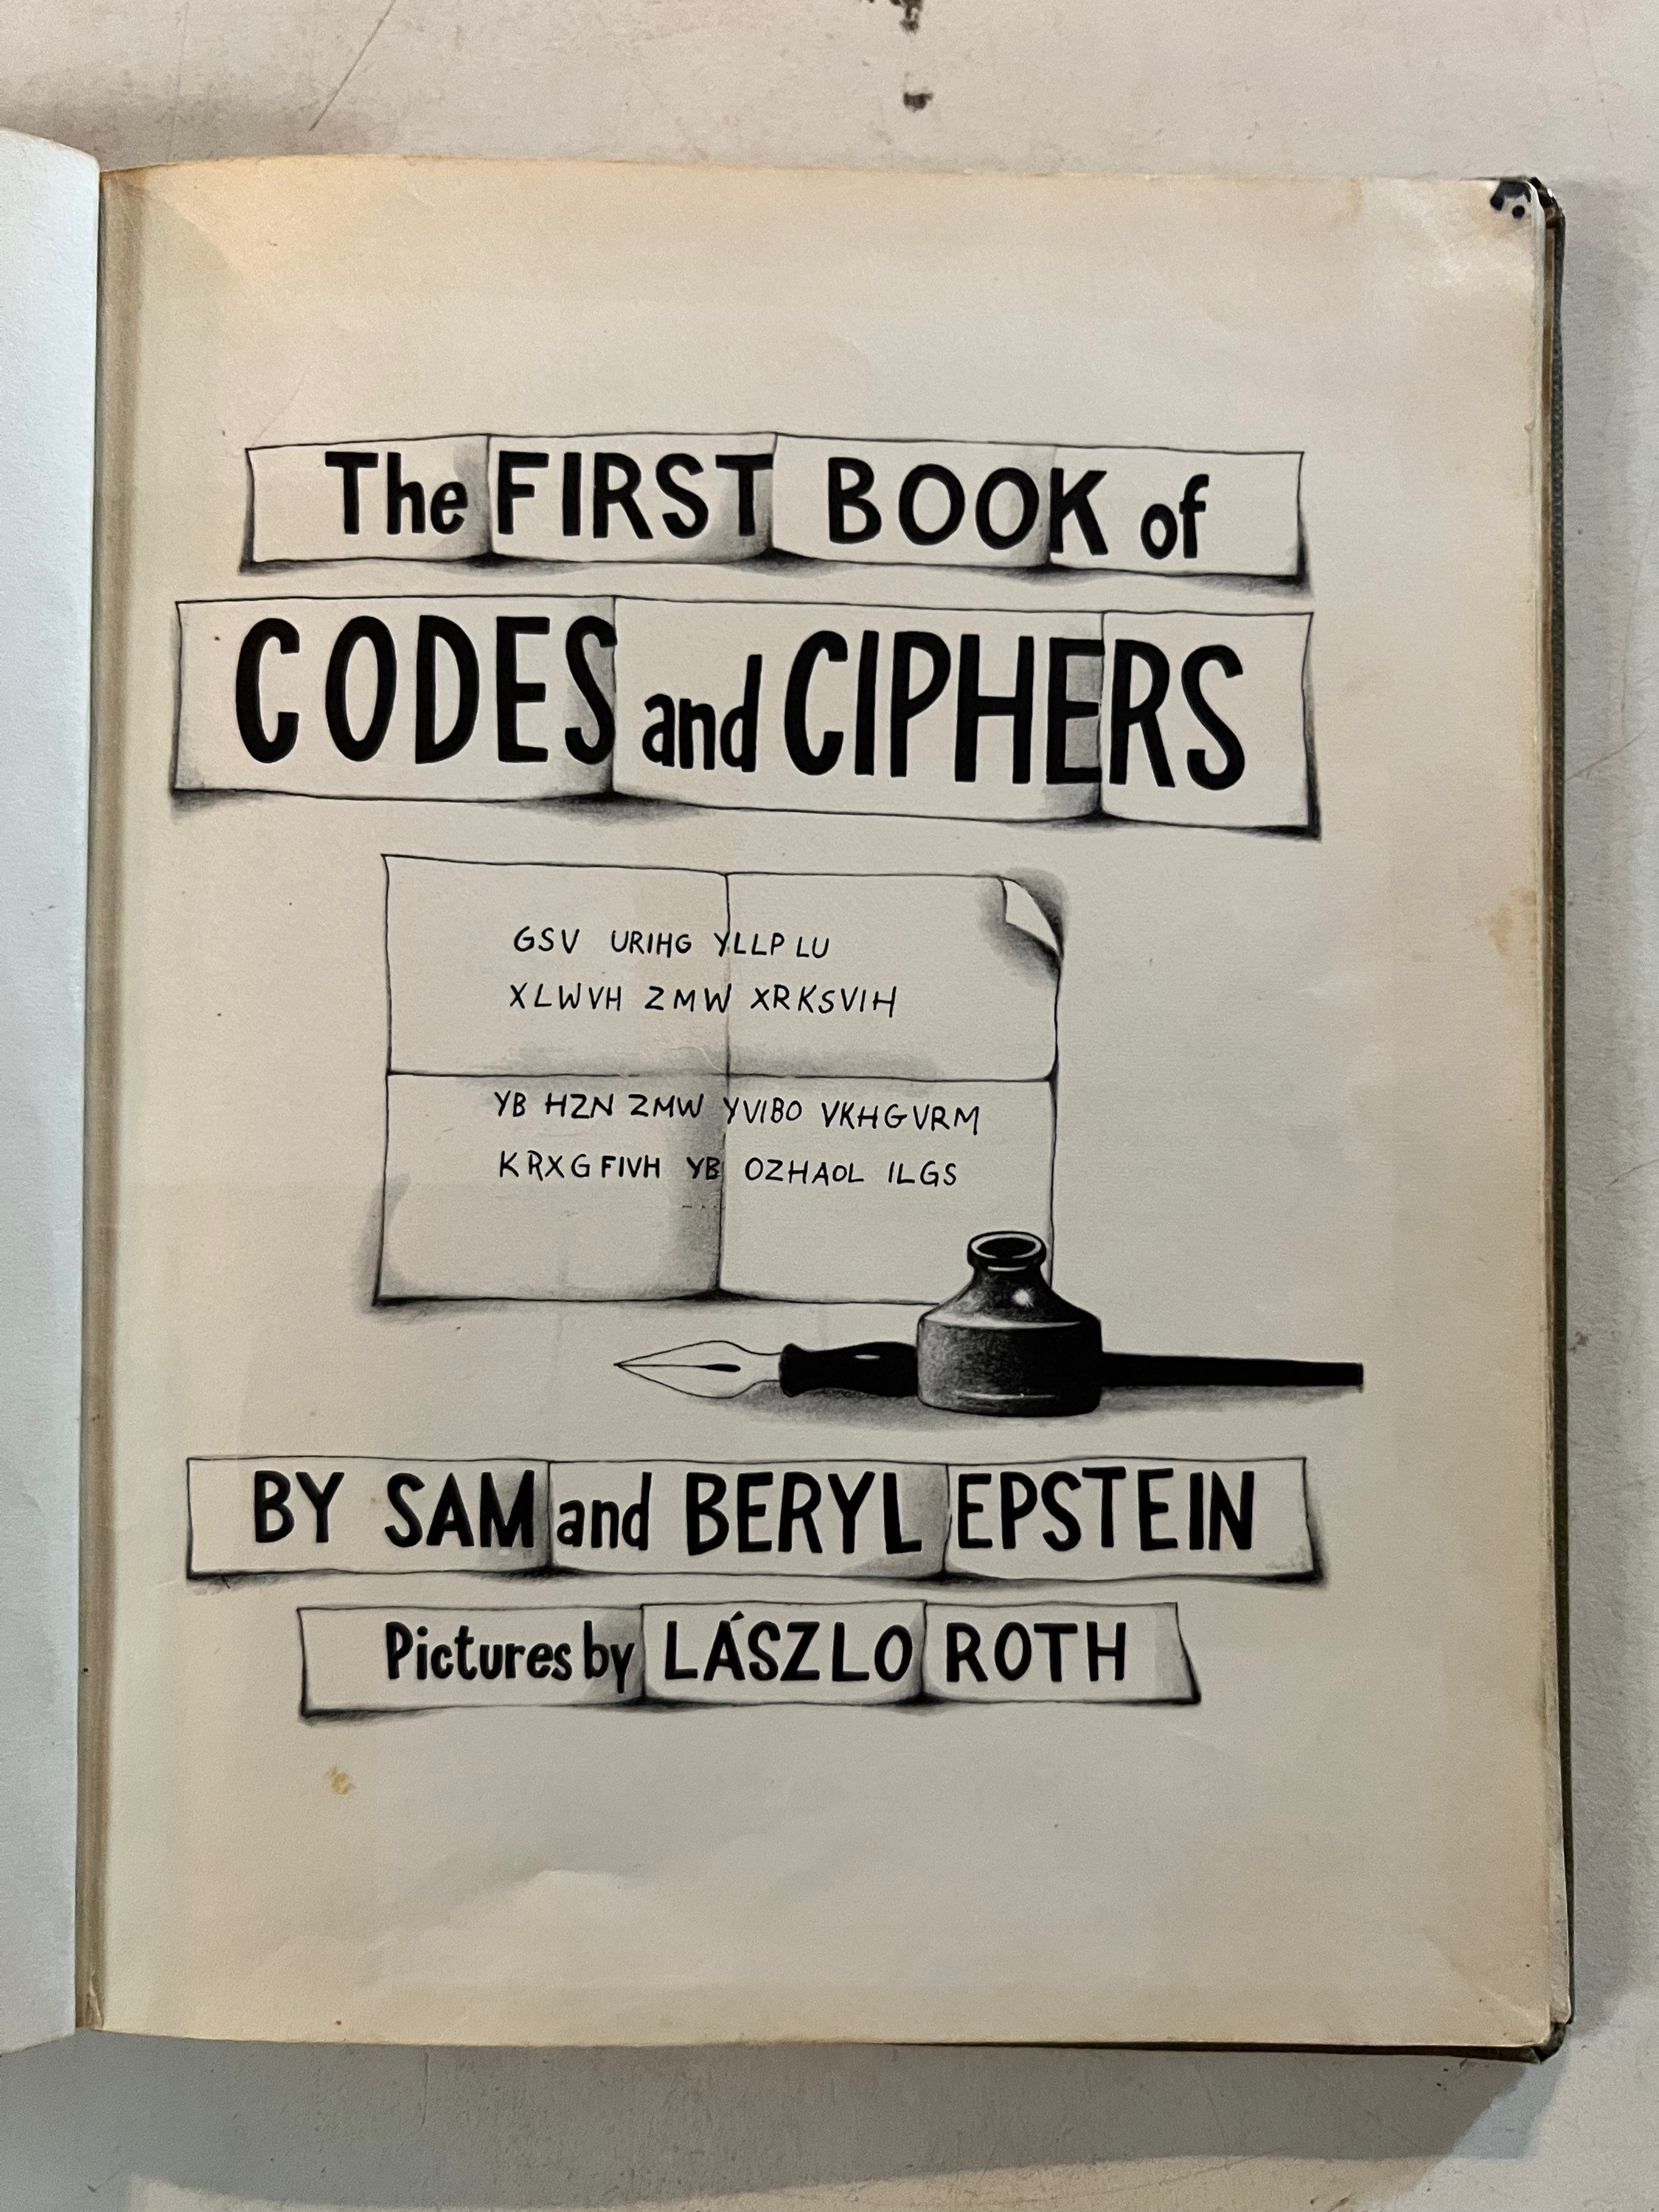 The FIRST BOOK of
CODES and CIPHERS
GSV URIHG YLLP LU
XLWVH ZMW XRKSVIH
YB HZN ZMW YVIBO VKHGVRM
KRXGFIVH YB OZHAOL ILGS
BY SAM and BERYL EPSTEIN
Pictures by LÁSZLO ROTH